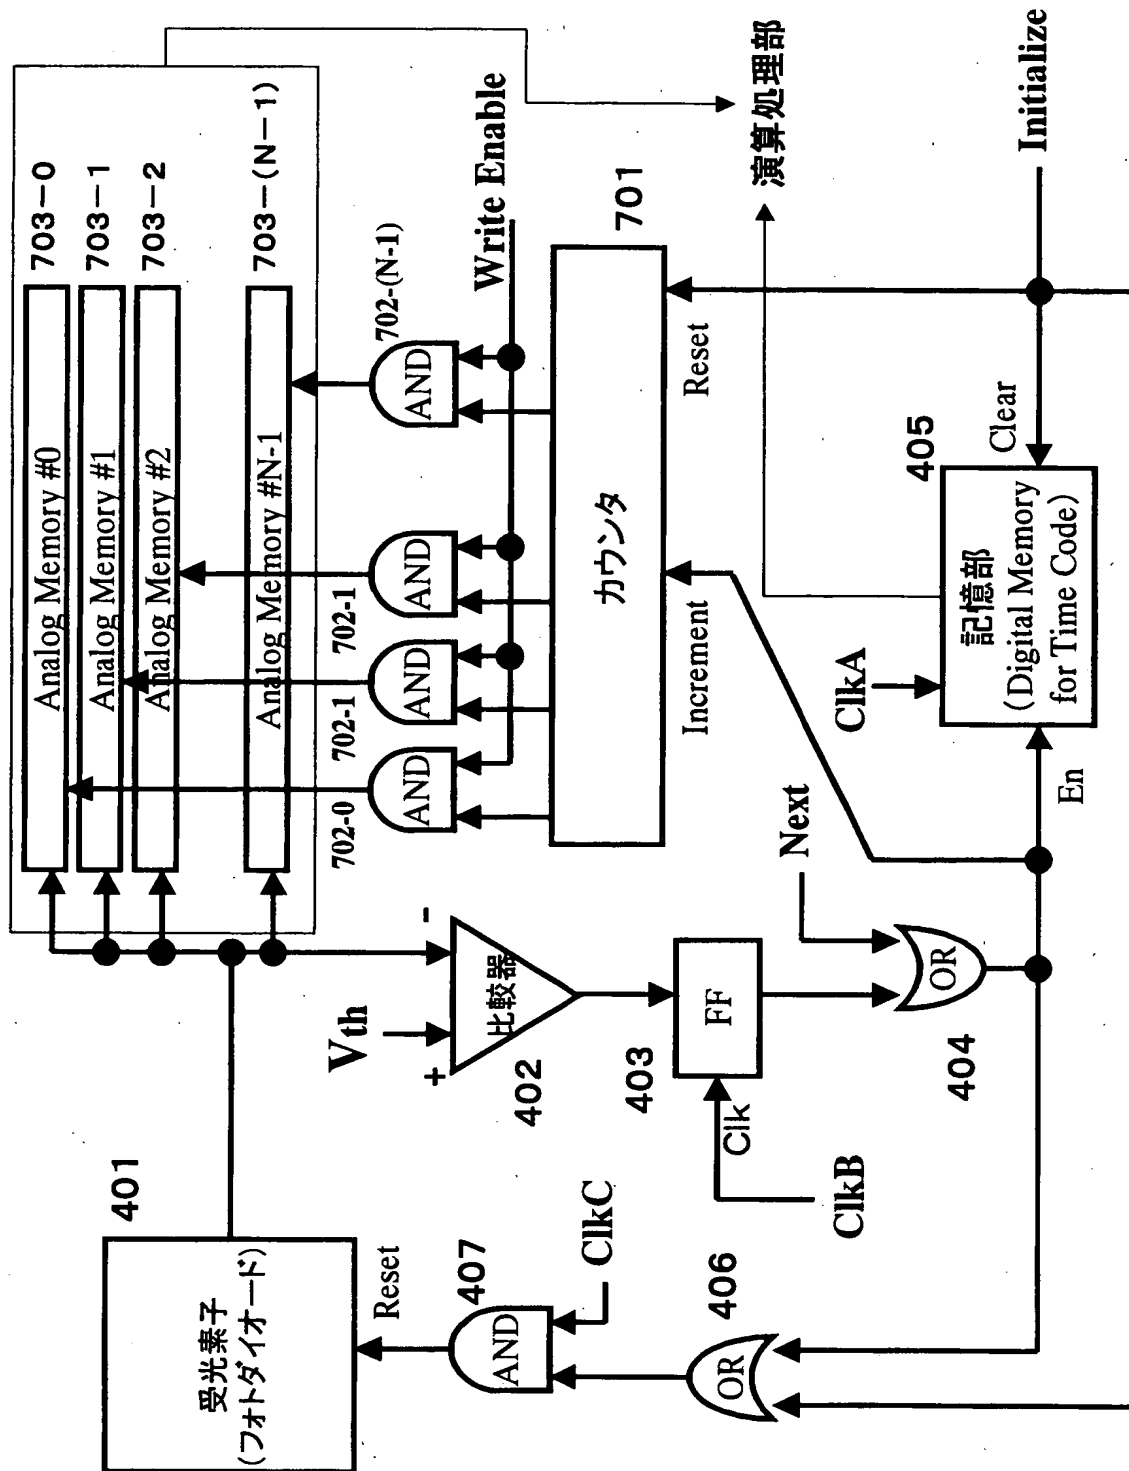 401
受光素子
(フォトダイオード)
Reset
407
AND
ClkC
406
OR
Vth
+
-
比較器
402
403
FF
Clk
ClkB
Next
OR
404
Analog Memory #0
703-0
Analog Memory #1
703-1
Analog Memory #2
703-2
Analog Memory #N-1
703-(N-1)
702-0
AND
702-1
AND
702-1
AND
702-(N-1)
AND
Write Enable
カウンタ
701
Increment
Reset
演算処理部
ClkA
405
記憶部
(Digital Memory
for Time Code)
En
Clear
Initialize